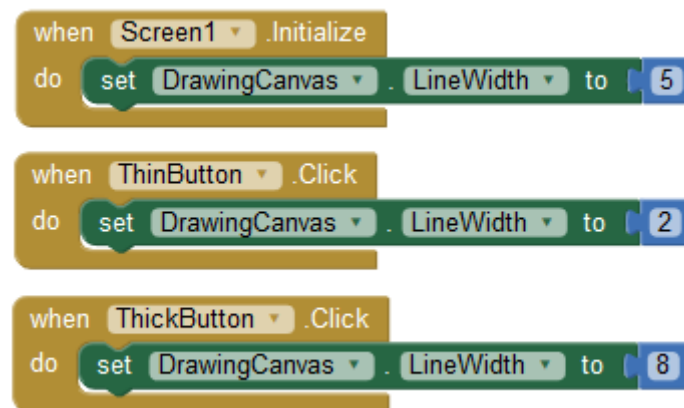 when Screen1 .Initialize
do set DrawingCanvas . LineWidth to 5
when ThinButton .Click
do set DrawingCanvas . LineWidth to 2
when ThickButton .Click
do set DrawingCanvas . LineWidth to 8